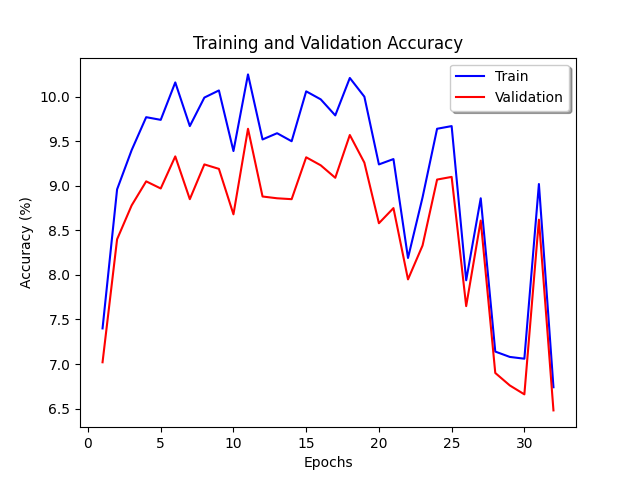 Training and Validation Accuracy
Train
Validation
Accuracy (%)
10.0
9.5
9.0
8.5
8.0
7.5
7.0
6.5
0 5 10 15 20 25 30
Epochs